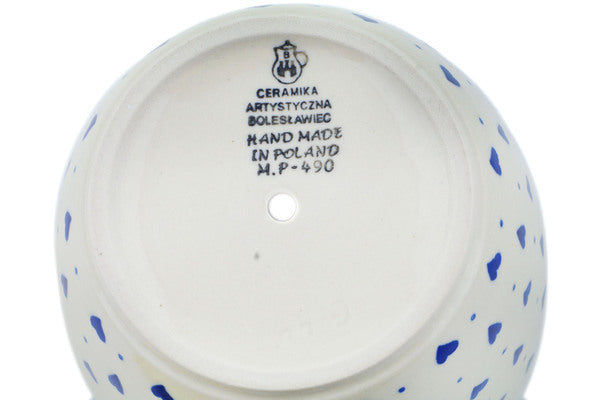 B
CERAMIKA
ARTYSTYCZNA
BOLESŁAWIEC
HAND MADE
IN POLAND
M.P-490